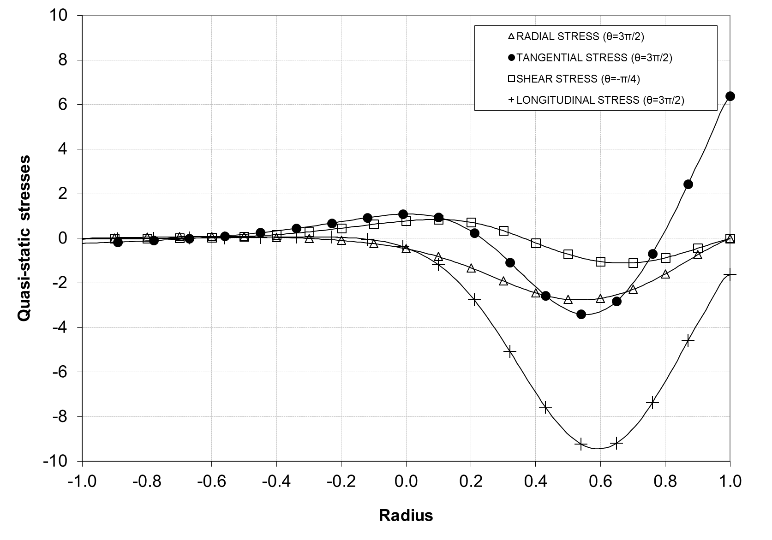 10
8
6
4
2
0
-2
-4
-6
-8
-10
Quasi-static stresses
RADIAL STRESS (θ=3π/2)
TANGENTIAL STRESS (θ=3π/2)
SHEAR STRESS (θ=-π/4)
LONGITUDINAL STRESS (θ=3π/2)
-1.0 -0.8 -0.6 -0.4 -0.2 0.0 0.2 0.4 0.6 0.8 1.0
Radius